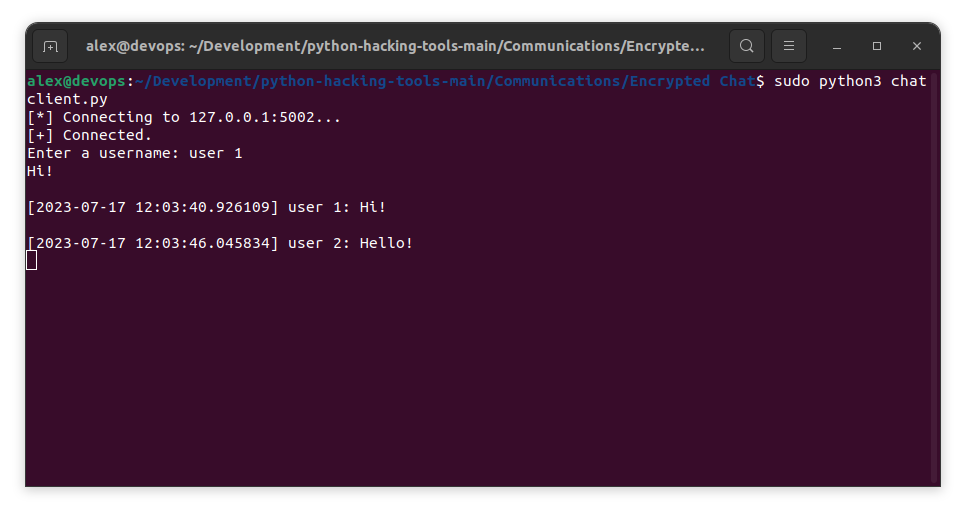 alex@devops: ~/Development/python-hacking-tools-main/Communications/Encrypte...
alex@devops:~/Development/python-hacking-tools-main/Communications/Encrypted Chat$ sudo python3 chat
client.py
[*] Connecting to 127.0.0.1:5002...
[+] Connected.
Enter a username: user 1
Hi!
[2023-07-17 12:03:40.926109] user 1: Hi!
[2023-07-17 12:03:46.045834] user 2: Hello!